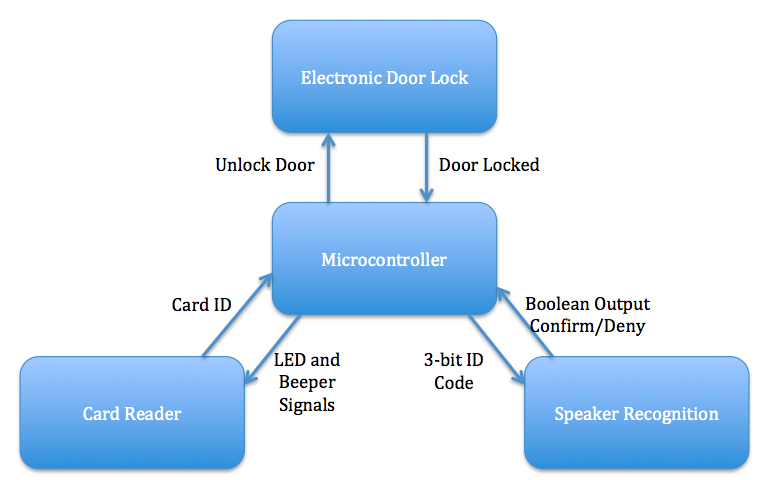 Electronic Door Lock
Unlock Door
Door Locked
Microcontroller
Card ID
Boolean Output
Confirm/Deny
LED and
Beeper
Signals
3-bit ID
Code
Card Reader
Speaker Recognition